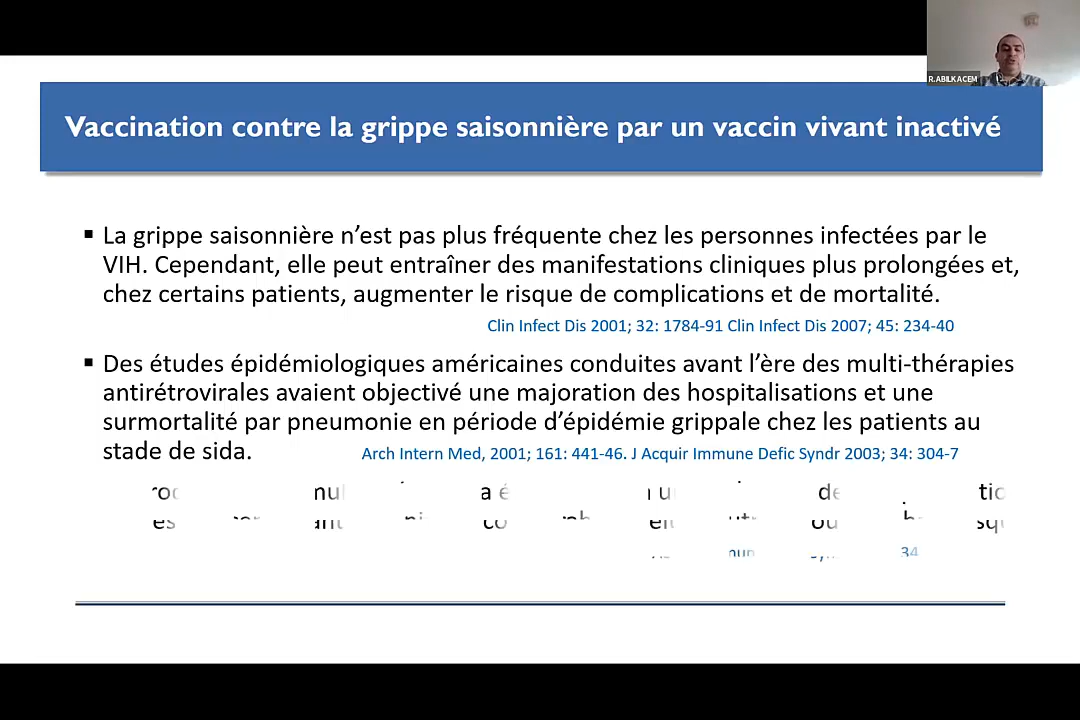 R.ABILKACEM
Vaccination contre la grippe saisonnière par un vaccin vivant inactivé
▪ La grippe saisonnière n’est pas plus fréquente chez les personnes infectées par le
VIH. Cependant, elle peut entraîner des manifestations cliniques plus prolongées et,
chez certains patients, augmenter le risque de complications et de mortalité.
Clin Infect Dis 2001; 32: 1784-91 Clin Infect Dis 2007; 45: 234-40
▪ Des études épidémiologiques américaines conduites avant l’ère des multi-thérapies
antirétrovirales avaient objectivé une majoration des hospitalisations et une
surmortalité par pneumonie en période d’épidémie grippale chez les patients au
stade de sida.
Arch Intern Med, 2001; 161: 441-46. J Acquir Immune Defic Syndr 2003; 34: 304-7
34